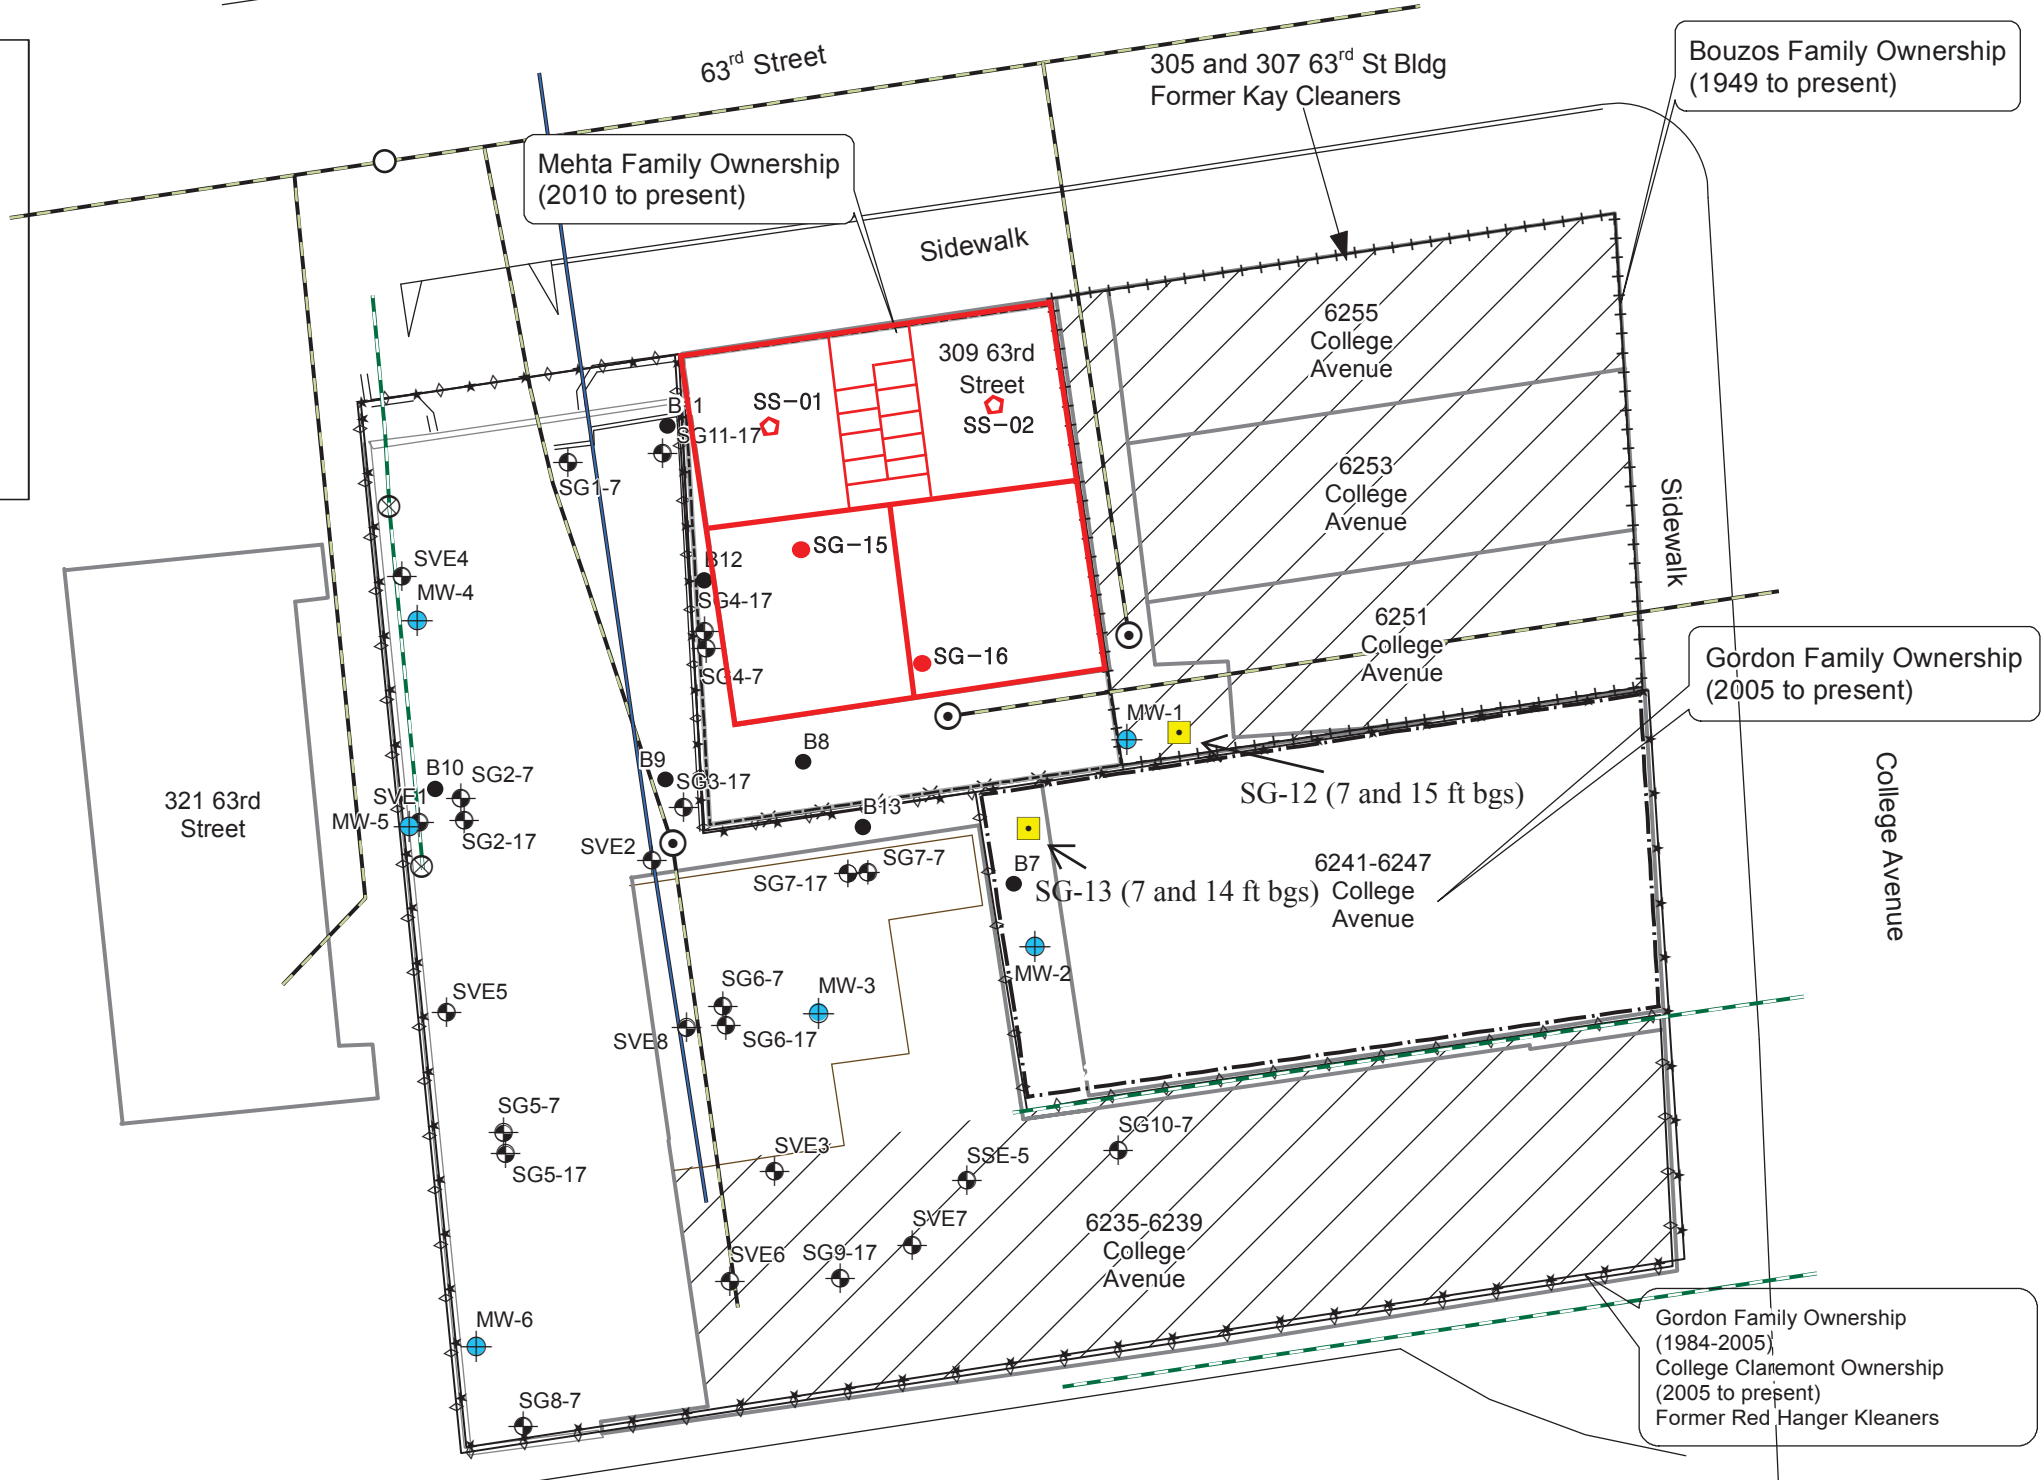 63rd Street
305 and 307 63rd St Bldg
Former Kay Cleaners
Bouzos Family Ownership
(1949 to present)
Mehta Family Ownership
(2010 to present)
Sidewalk
6255
College
Avenue
309 63rd
Street
SS-01
SS-02
B11
SG11-17
SG1-7
6253
College
Avenue
Sidewalk
SG-15
B12
SVE4
MW-4
SG4-17
SG4-7
SG-16
6251
College
Avenue
Gordon Family Ownership
(2005 to present)
MW-1
B8
B9
SG3-17
B10
SG2-7
SVE1
MW-5
SG2-17
321 63rd
Street
SG-12 (7 and 15 ft bgs)
B13
SVE2
SG7-7
SG7-17
B7
SG-13 (7 and 14 ft bgs)
6241-6247
College
Avenue
College Avenue
MW-2
SVE5
SG6-7
MW-3
SVE8
SG6-17
SG5-7
SG5-17
SVE3
SSE-5
SG10-7
SVE7
SVE6
SG9-17
6235-6239
College
Avenue
MW-6
SG8-7
Gordon Family Ownership
(1984-2005)
College Claremont Ownership
(2005 to present)
Former Red Hanger Kleaners